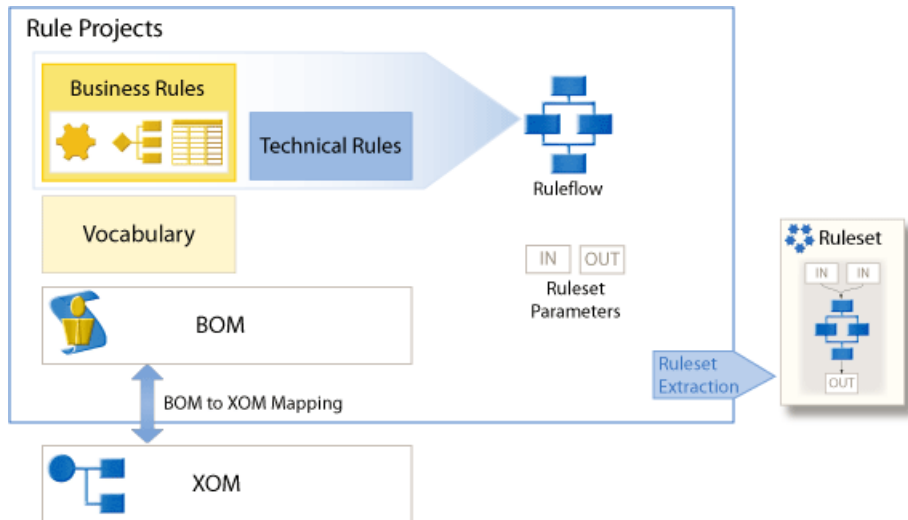 Rule Projects
Business Rules
Technical Rules
Ruleflow
Vocabulary
IN OUT
Ruleset
Parameters
BOM
BOM to XOM Mapping
XOM
Ruleset
Extraction
Ruleset
IN IN
OUT